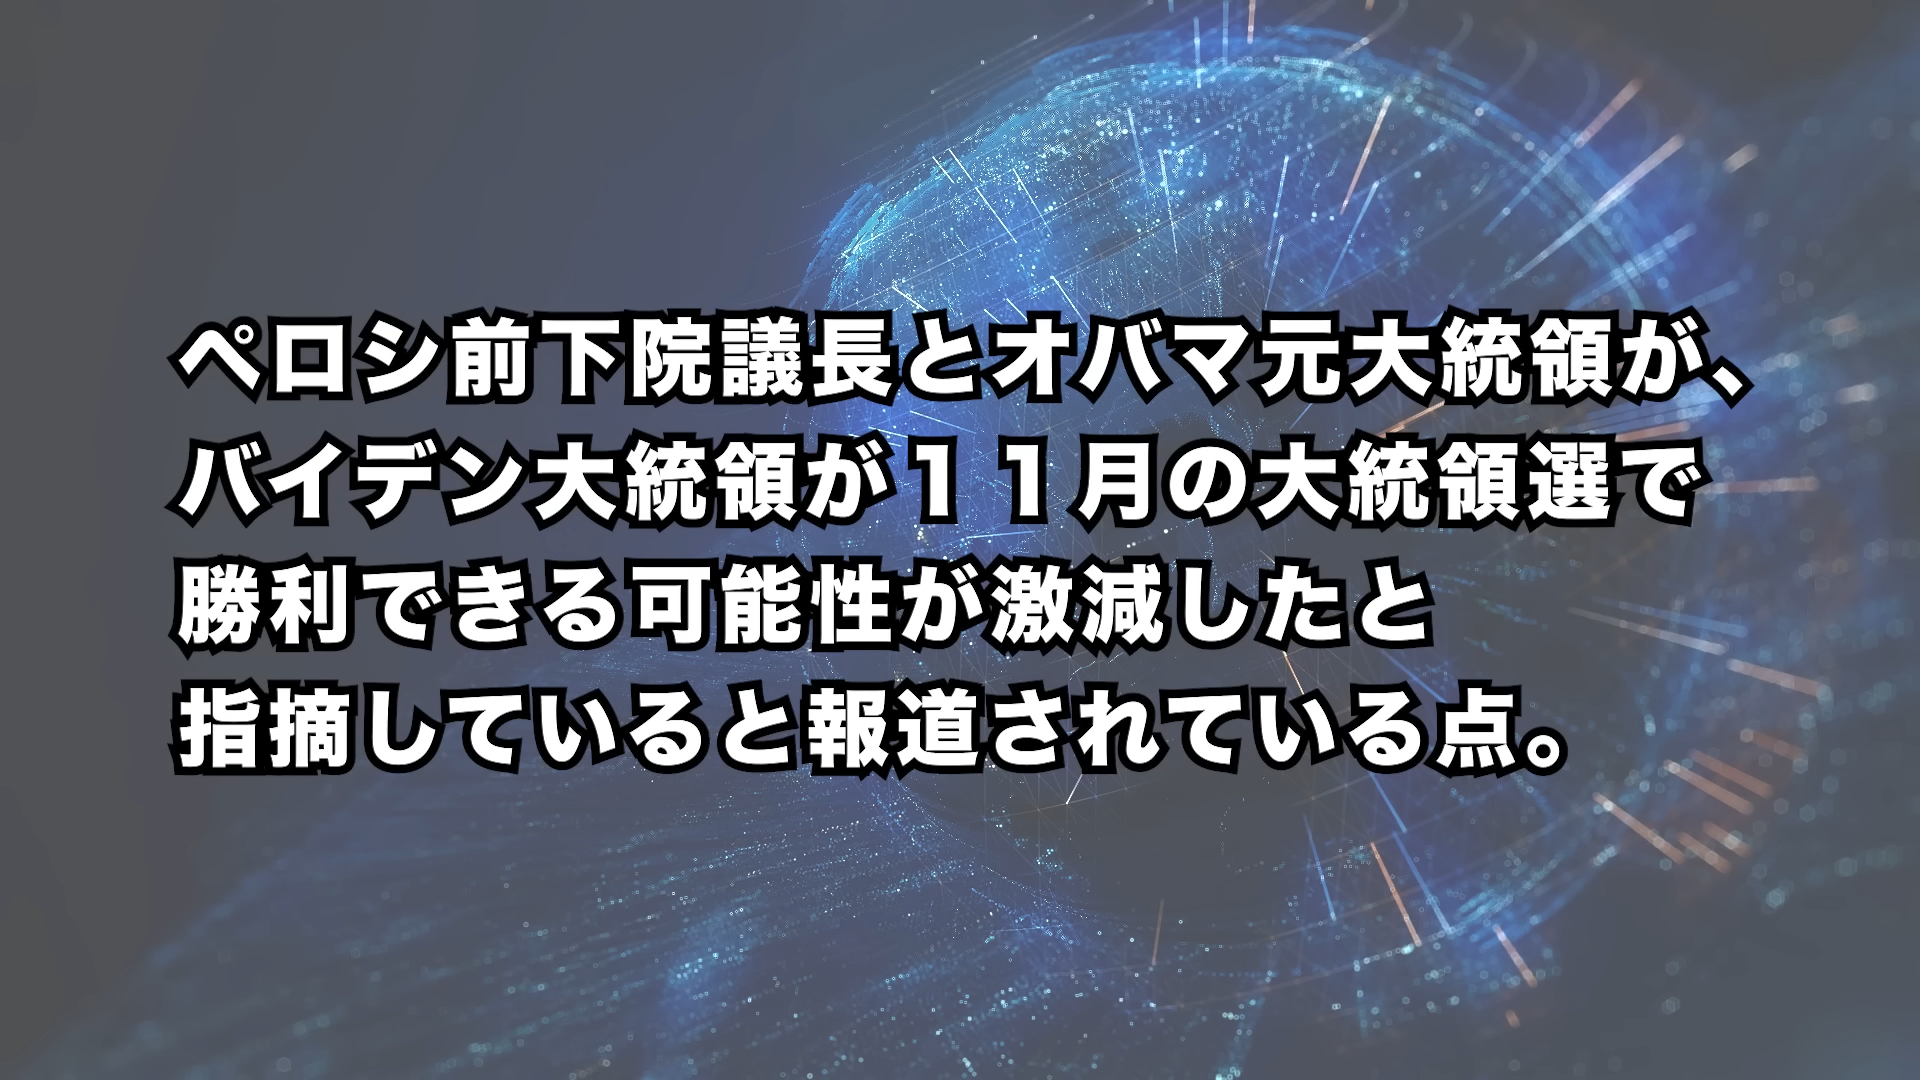 ペロシ前下院議長とオバマ元大統領が、
バイデン大統領が１１月の大統領選で
勝利できる可能性が激減したと
指摘していると報道されている点。